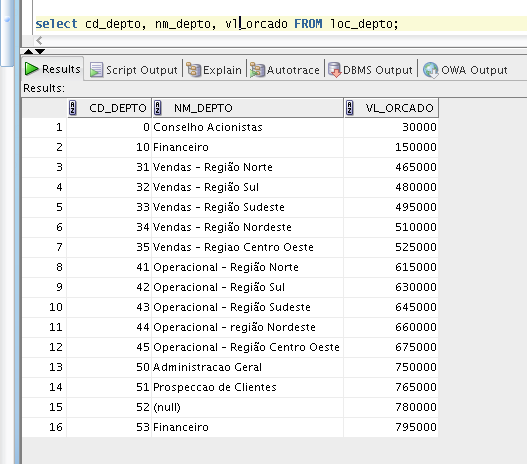 select cd_depto, nm_depto, vl_orcado FROM loc_depto;
Results Script Output Explain Autotrace DBMS Output OWA Output
Results:
CD_DEPTO NM_DEPTO VL_ORCADO
1 0 Conselho Acionistas 30000
2 10 Financeiro 150000
3 31 Vendas - Região Norte 465000
4 32 Vendas - Região Sul 480000
5 33 Vendas - Região Sudeste 495000
6 34 Vendas - Região Nordeste 510000
7 35 Vendas - Regiao Centro Oeste 525000
8 41 Operacional - Região Norte 615000
9 42 Operacional - Região Sul 630000
10 43 Operacional - Região Sudeste 645000
11 44 Operacional - região Nordeste 660000
12 45 Operacional - Região Centro Oeste 675000
13 50 Administracao Geral 750000
14 51 Prospeccao de Clientes 765000
15 52 (null) 780000
16 53 Financeiro 795000